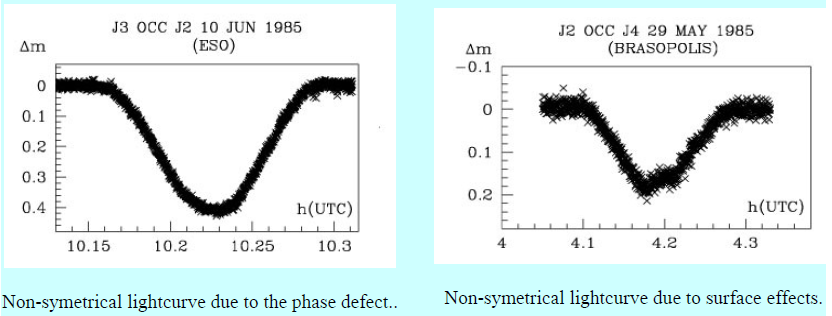 J3 OCC J2 10 JUN 1985
(ESO)
Δm
0
0.1
0.2
0.3
0.4
h(UTC)
10.15 10.2 10.25 10.3
Non-symetrical lightcurve due to the phase defect..
J2 OCC J4 29 MAY 1985
(BRASOPOLIS)
Δm
-0.1
0
0.1
0.2
h(UTC)
4 4.1 4.2 4.3
Non-symetrical lightcurve due to surface effects.